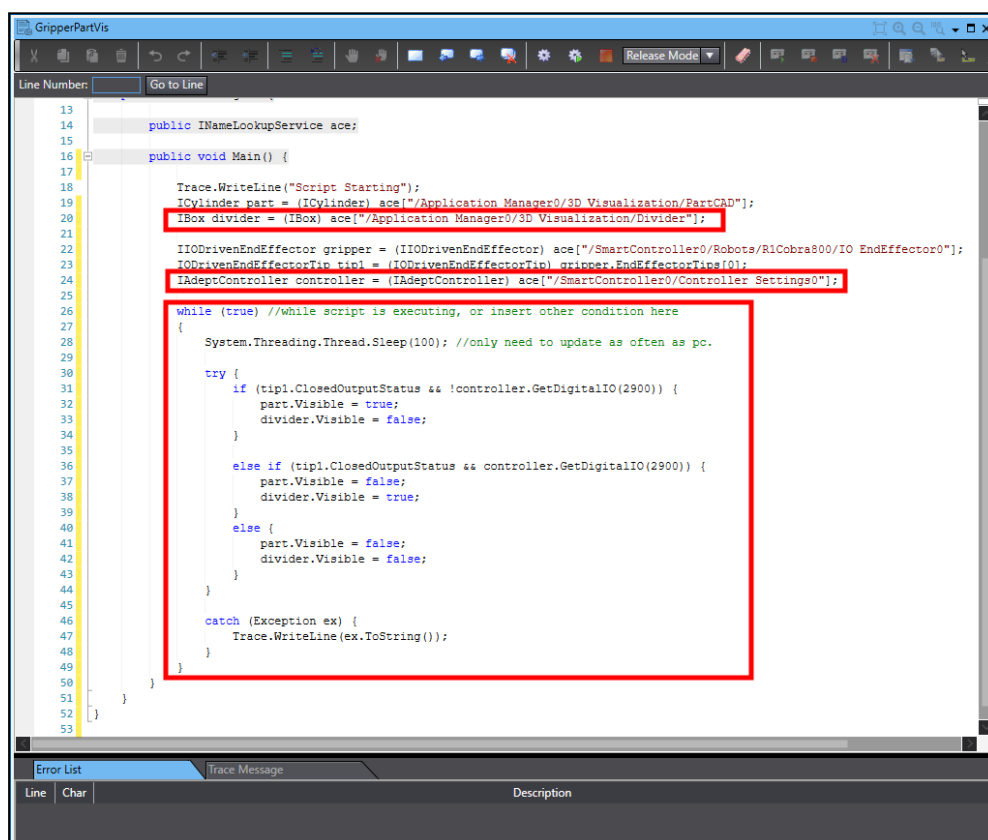 GripperPartVis
Release Mode
Line Number: Go to Line
13
14 public INameLookupService ace;
15
16 public void Main() {
17
18 Trace.WriteLine("Script Starting");
19 ICylinder part = (ICylinder) ace["/Application Manager0/3D Visualization/PartCAD"];
20 IBox divider = (IBox) ace["/Application Manager0/3D Visualization/Divider"];
21
22 IIODrivenEndEffector gripper = (IIODrivenEndEffector) ace["/SmartController0/Robots/R1Cobra800/IO EndEffector0"];
23 IODrivenEndEffectorTip tip1 = (IODrivenEndEffectorTip) gripper.EndEffectorTips[0];
24 IAdeptController controller = (IAdeptController) ace["/SmartController0/Controller Settings0"];
25
26 while (true) //while script is executing, or insert other condition here
27 {
28 System.Threading.Thread.Sleep(100); //only need to update as often as pc.
29
30 try {
31 if (tip1.ClosedOutputStatus && !controller.GetDigitalIO(2900)) {
32 part.Visible = true;
33 divider.Visible = false;
34 }
35
36 else if (tip1.ClosedOutputStatus && controller.GetDigitalIO(2900)) {
37 part.Visible = false;
38 divider.Visible = true;
39 }
40 else {
41 part.Visible = false;
42 divider.Visible = false;
43 }
44 }
45
46 catch (Exception ex) {
47 Trace.WriteLine(ex.ToString());
48 }
49 }
50 }
51 }
52 }
53
Error List Trace Message
Line Char Description